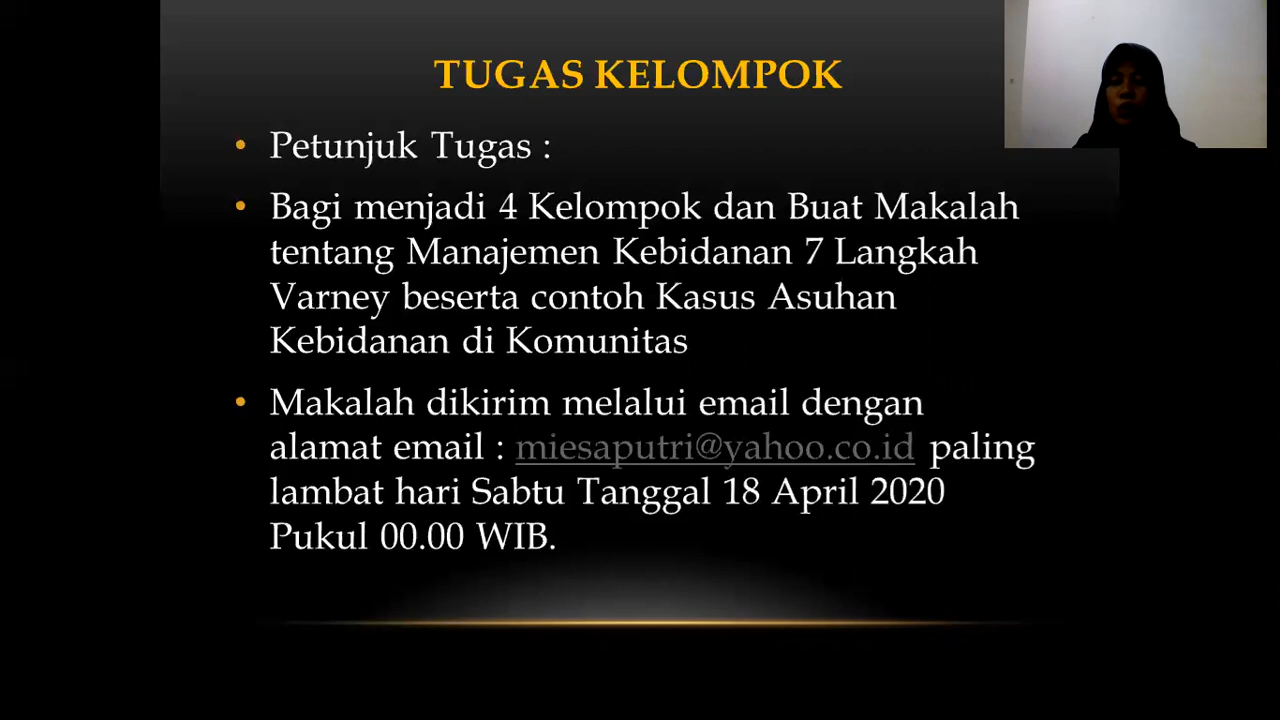 TUGAS KELOMPOK
• Petunjuk Tugas :
• Bagi menjadi 4 Kelompok dan Buat Makalah
tentang Manajemen Kebidanan 7 Langkah
Varney beserta contoh Kasus Asuhan
Kebidanan di Komunitas
• Makalah dikirim melalui email dengan
alamat email : miesaputri@yahoo.co.id paling
lambat hari Sabtu Tanggal 18 April 2020
Pukul 00.00 WIB.